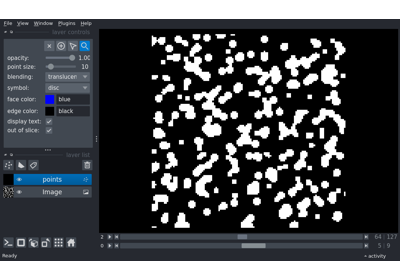 File View Window Plugins Help
layer controls
opacity: 1.00
point size: 10
blending: translucen
symbol: disc
face color: blue
edge color: black
display text:
out of slice:
layer list
points
Image
2 64 127
0 5 9
Ready activity